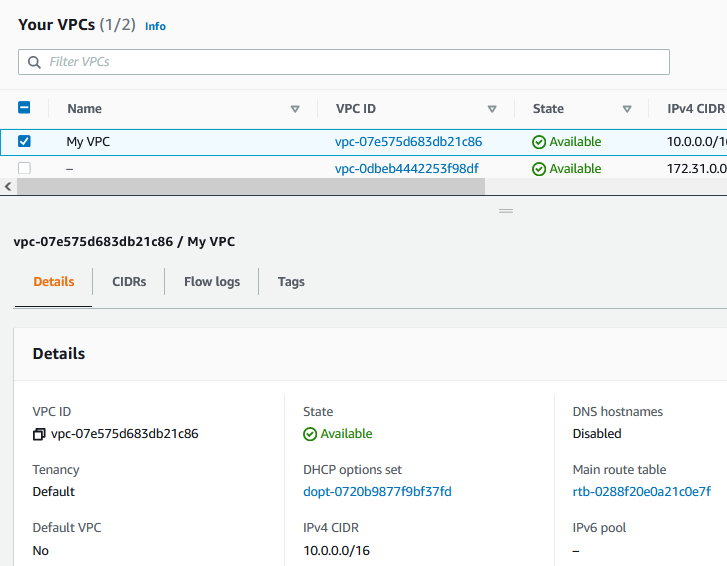 Your VPCs (1/2) Info
Filter VPCs
Name VPC ID State IPv4 CIDR
My VPC vpc-07e575d683db21c86 Available 10.0.0.0/16
– vpc-0dbeb4442253f98df Available 172.31.0.0
vpc-07e575d683db21c86 / My VPC
Details CIDRs Flow logs Tags
Details
VPC ID State DNS hostnames
vpc-07e575d683db21c86 Available Disabled
Tenancy DHCP options set Main route table
Default dopt-0720b9877f9bf37fd rtb-0288f20e0a21c0e7f
Default VPC IPv4 CIDR IPv6 pool
No 10.0.0.0/16 –